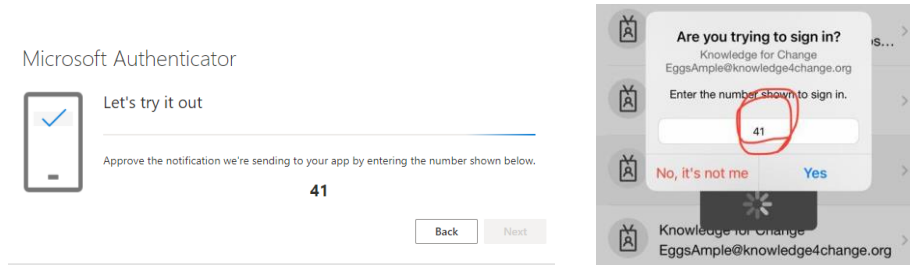 Microsoft Authenticator
Let's try it out
Approve the notification we're sending to your app by entering the number shown below.
41
Back
Next
Are you trying to sign in?
Knowledge for Change
EggsAmple@knowledge4change.org
Enter the number shown to sign in.
41
No, it's not me
Yes
Knowledge for Change
EggsAmple@knowledge4change.org